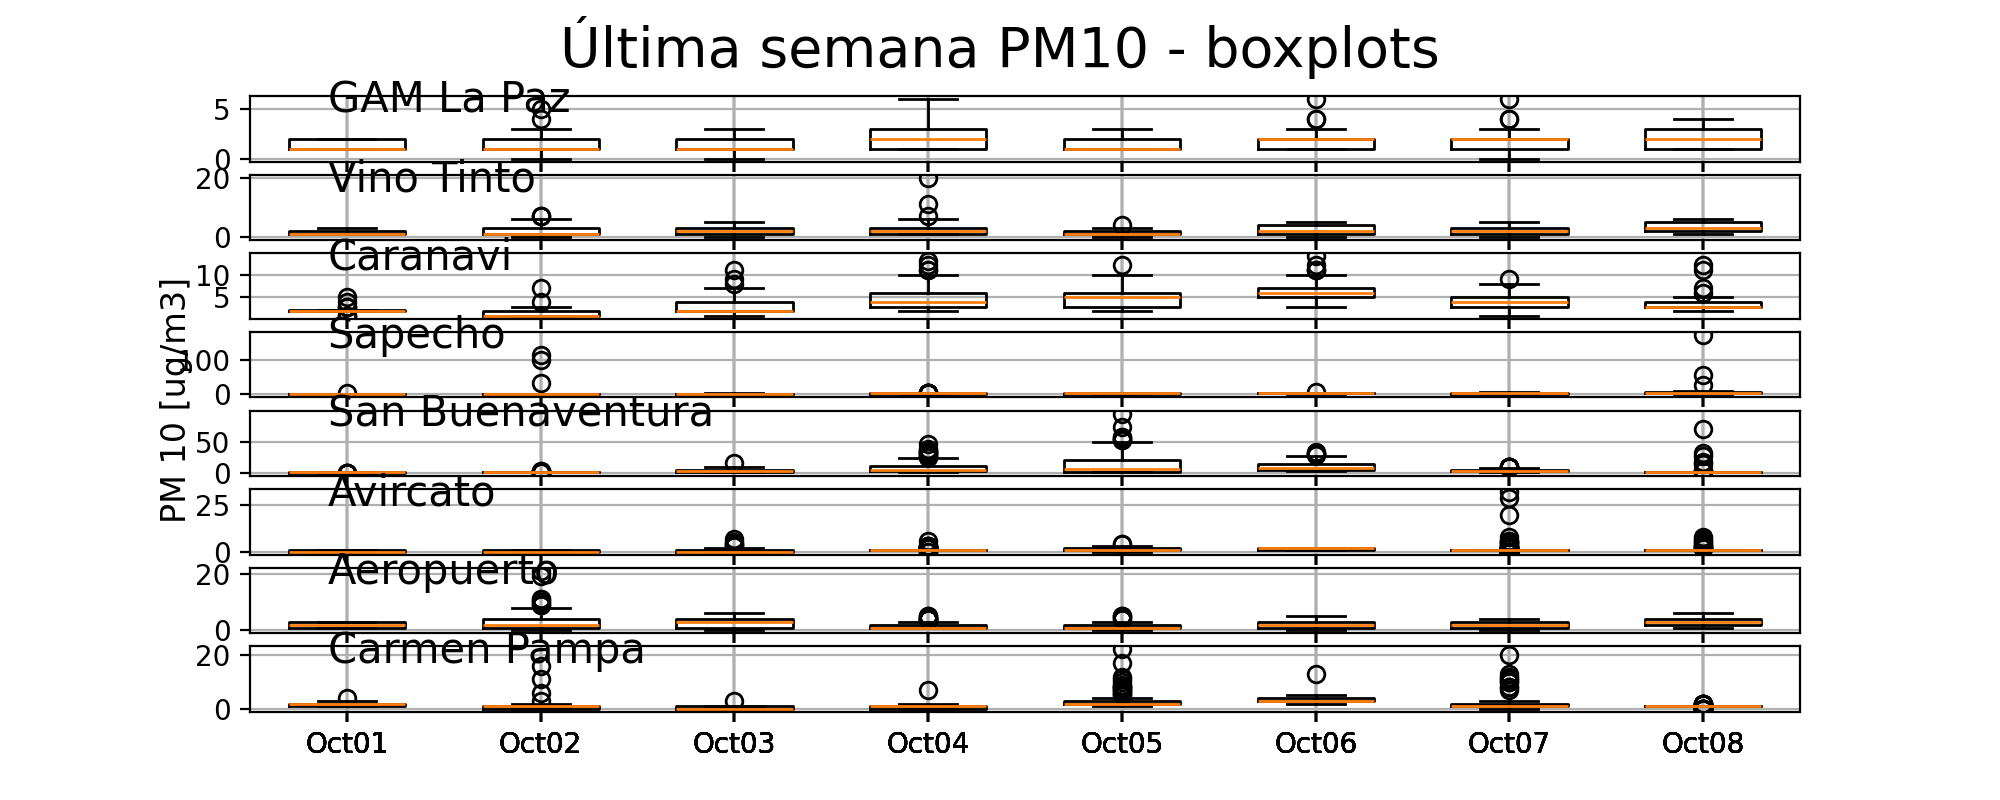 Última semana PM10 - boxplots
GAM La Paz
5
0
Vino Tinto
20
0
Caranavi
10
5
Sapecho
100
0
San Buenaventura
50
0
Avircato
25
0
Aeropuerto
20
0
Carmen Pampa
20
0
PM 10 [ug/m3]
Oct01 Oct02 Oct03 Oct04 Oct05 Oct06 Oct07 Oct08